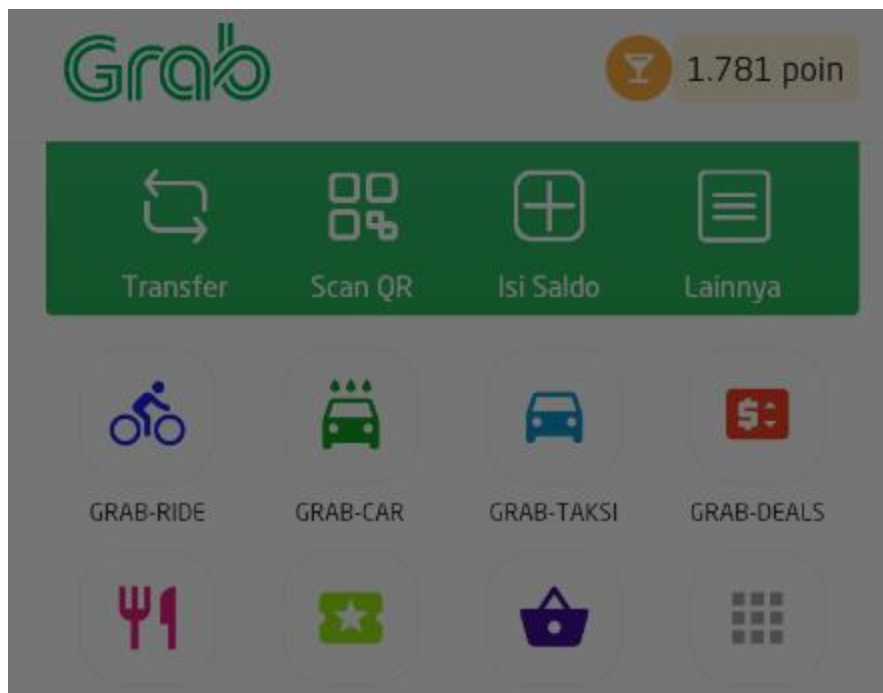 Grab
1.781 poin
Transfer Scan QR Isi Saldo Lainnya
GRAB-RIDE GRAB-CAR GRAB-TAKSI GRAB-DEALS